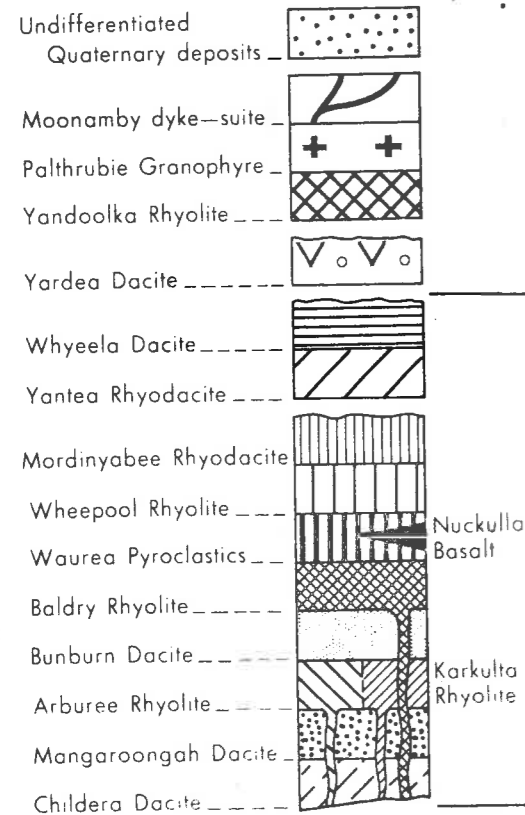 Undifferentiated
Quaternary deposits
Moonamby dyke—suite
Palthrubie Granophyre
Yandoolka Rhyolite
Yardea Dacite
Whyeela Dacite
Yantea Rhyodacite
Mordinyabee Rhyodacite
Wheepool Rhyolite
Nuckulla
Basalt
Waurea Pyroclastics
Baldry Rhyolite
Bunburn Dacite
Karkulta
Rhyolite
Arburee Rhyolite
Mangaroongah Dacite
Childera Dacite